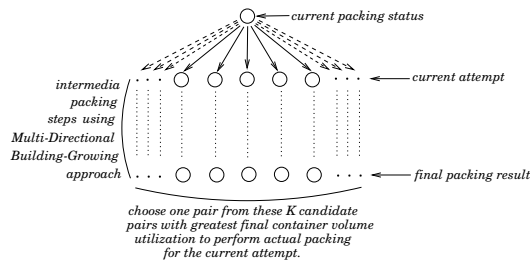 current packing status
current attempt
intermedia
packing
steps using
Multi-Directional
Building-Growing
approach
final packing result
choose one pair from these K candidate
pairs with greatest final container volume
utilization to perform actual packing
for the current attempt.